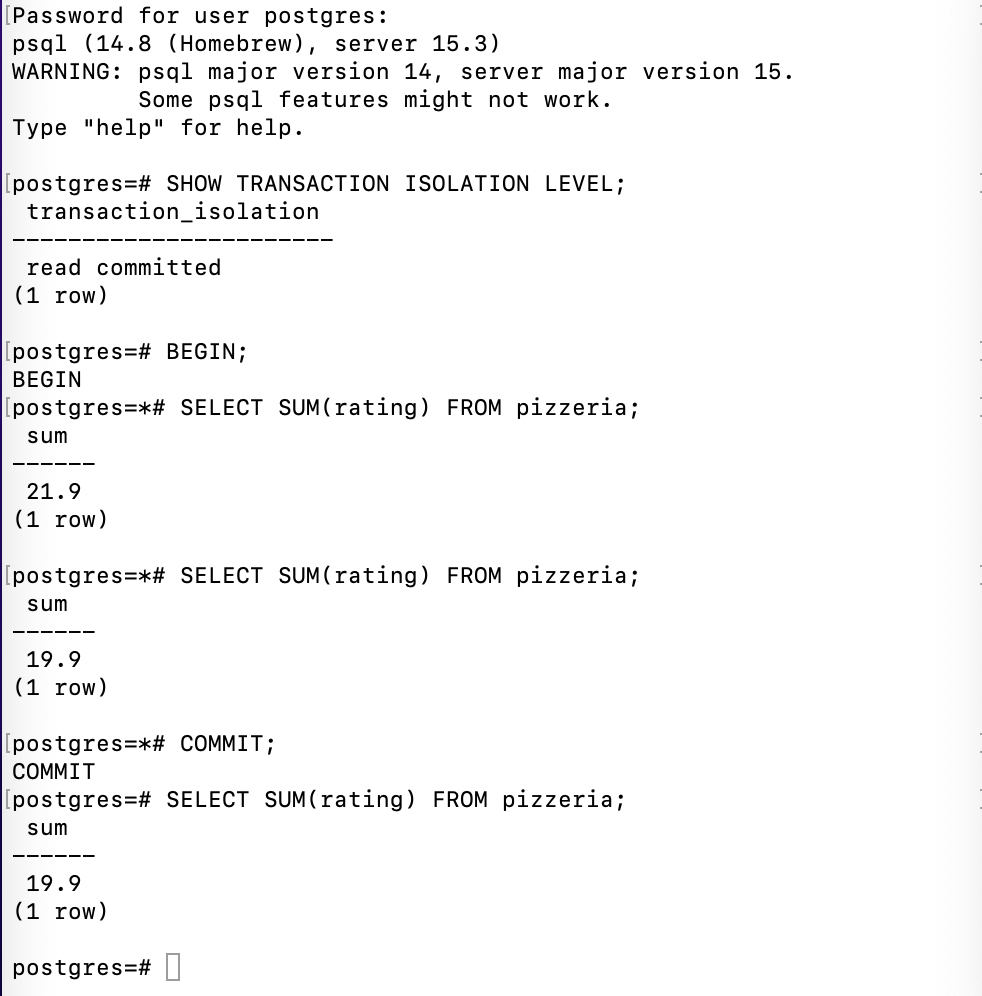 [Password for user postgres:
psql (14.8 (Homebrew), server 15.3)
WARNING: psql major version 14, server major version 15.
         Some psql features might not work.
Type "help" for help.

[postgres=# SHOW TRANSACTION ISOLATION LEVEL;
 transaction_isolation
-----------------------
 read committed
(1 row)

[postgres=# BEGIN;
BEGIN
[postgres=*# SELECT SUM(rating) FROM pizzeria;
 sum
------
 21.9
(1 row)

[postgres=*# SELECT SUM(rating) FROM pizzeria;
 sum
------
 19.9
(1 row)

[postgres=*# COMMIT;
COMMIT
[postgres=# SELECT SUM(rating) FROM pizzeria;
 sum
------
 19.9
(1 row)

postgres=#